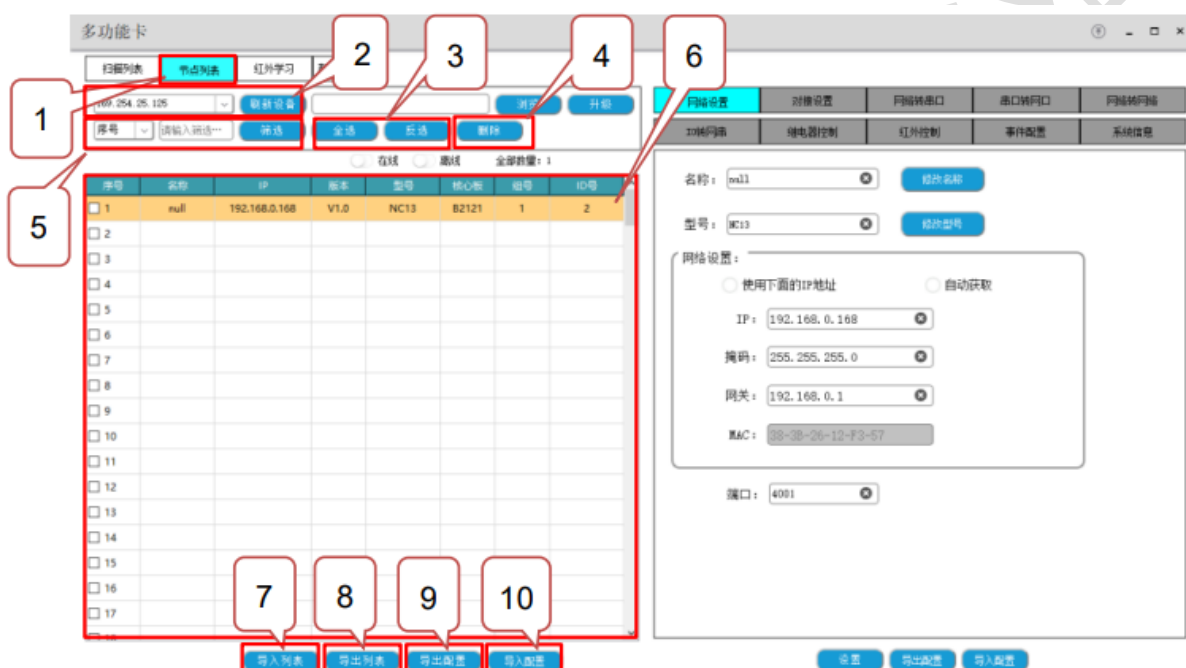 多功能卡
扫描列表 节点列表 红外学习
1 2 3 4 5 6 7 8 9 10
169.254.25.125 刷新设备 浏览 升级
序号 请输入筛选… 筛选 全选 反选 删除
在线 离线 全部数量: 1
序号 名称 IP 版本 型号 核心板 组号 ID号
1 null 192.168.0.168 V1.0 NC13 B2121 1 2
2
3
4
5
6
7
8
9
10
11
12
13
14
15
16
17
导入列表 导出列表 导出配置 导入配置
网络设置 对接设置 网络转串口 串口转网口 网络转网络
IO转网串 继电器控制 红外控制 事件配置 系统信息
名称: null 修改名称
型号: NC13 修改型号
网络设置:
使用下面的IP地址 自动获取
IP: 192.168.0.168
掩码: 255.255.255.0
网关: 192.168.0.1
MAC: 38-3B-26-12-F3-57
端口: 4001
设置 导出配置 导入配置